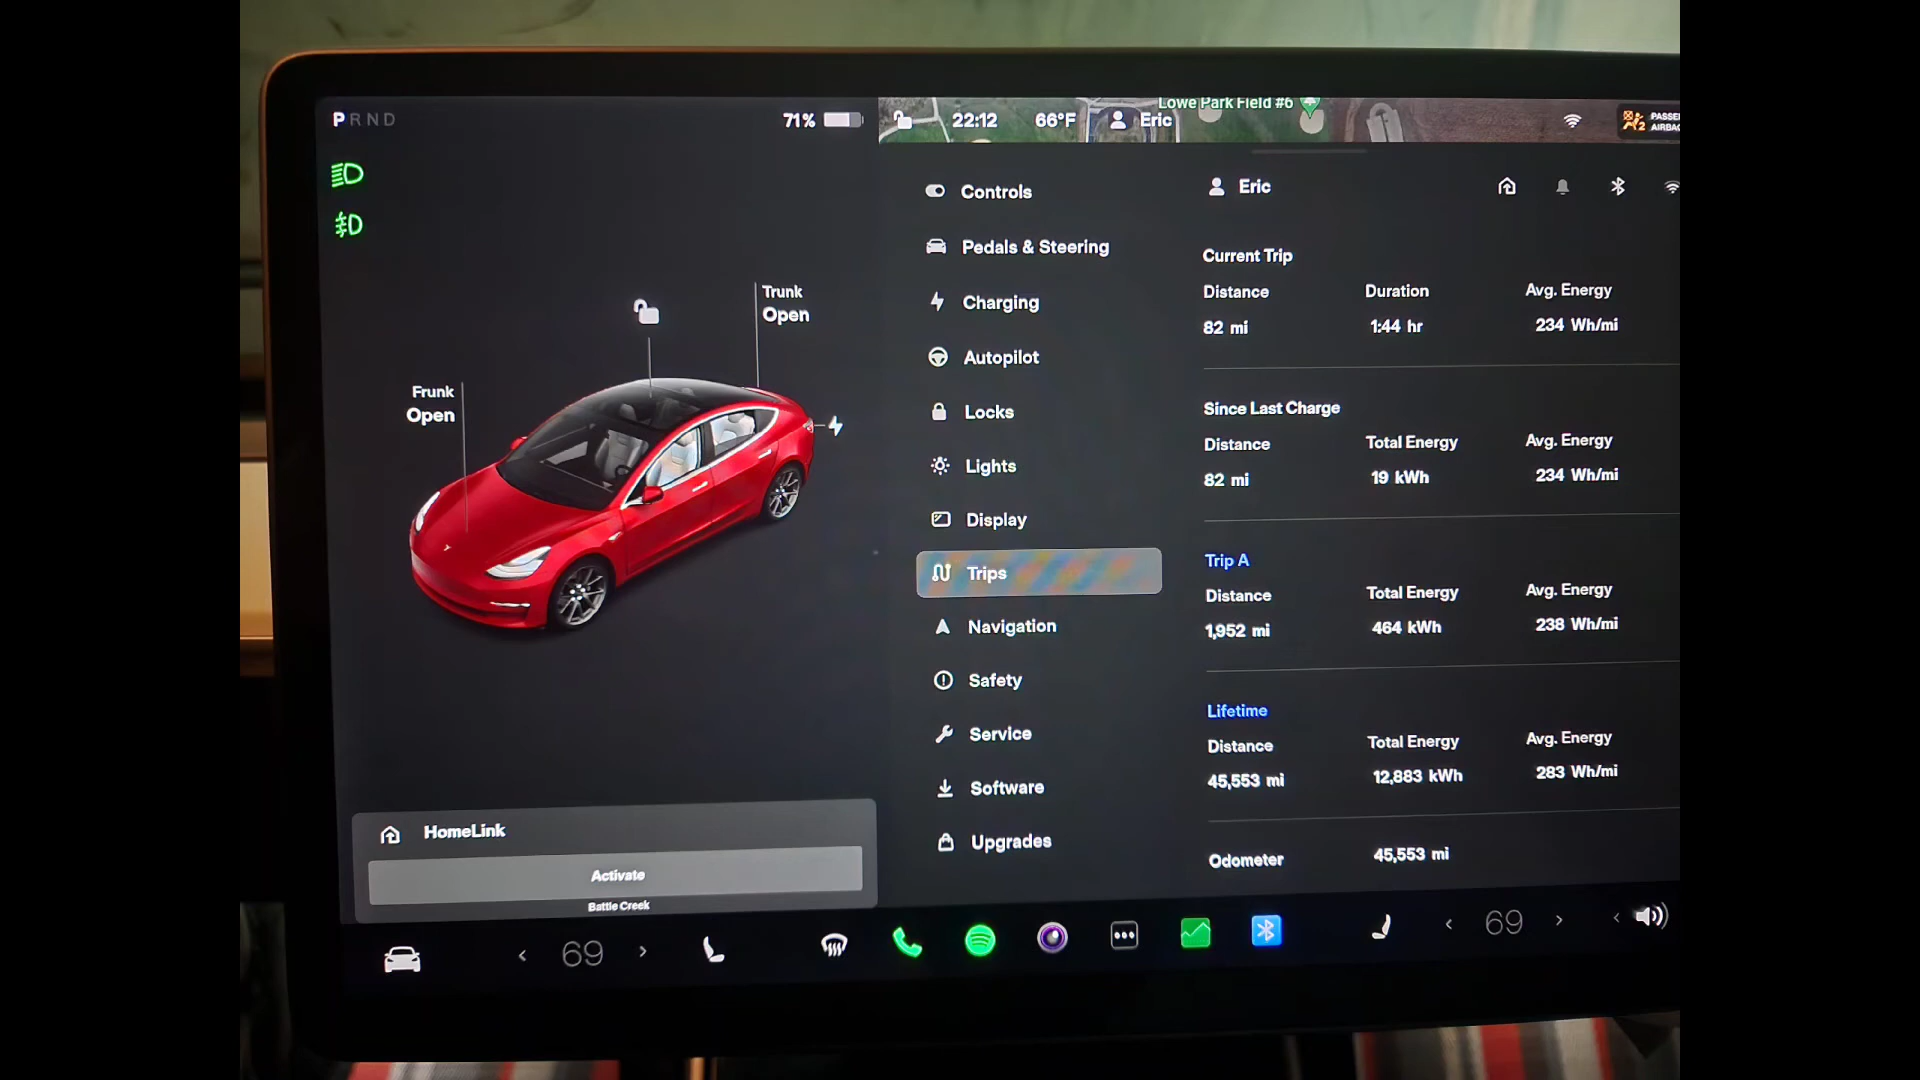 P R N D
71%
22:12
66°F
Eric
Lowe Park Field #6
Trunk
Open
Frunk
Open
HomeLink
Activate
Battle Creek
Controls
Pedals & Steering
Charging
Autopilot
Locks
Lights
Display
Trips
Navigation
Safety
Service
Software
Upgrades
Eric
Current Trip
Distance Duration Avg. Energy
82 mi 1:44 hr 234 Wh/mi
Since Last Charge
Distance Total Energy Avg. Energy
82 mi 19 kWh 234 Wh/mi
Trip A
Distance Total Energy Avg. Energy
1,952 mi 464 kWh 238 Wh/mi
Lifetime
Distance Total Energy Avg. Energy
45,553 mi 12,883 kWh 283 Wh/mi
Odometer 45,553 mi
69
69